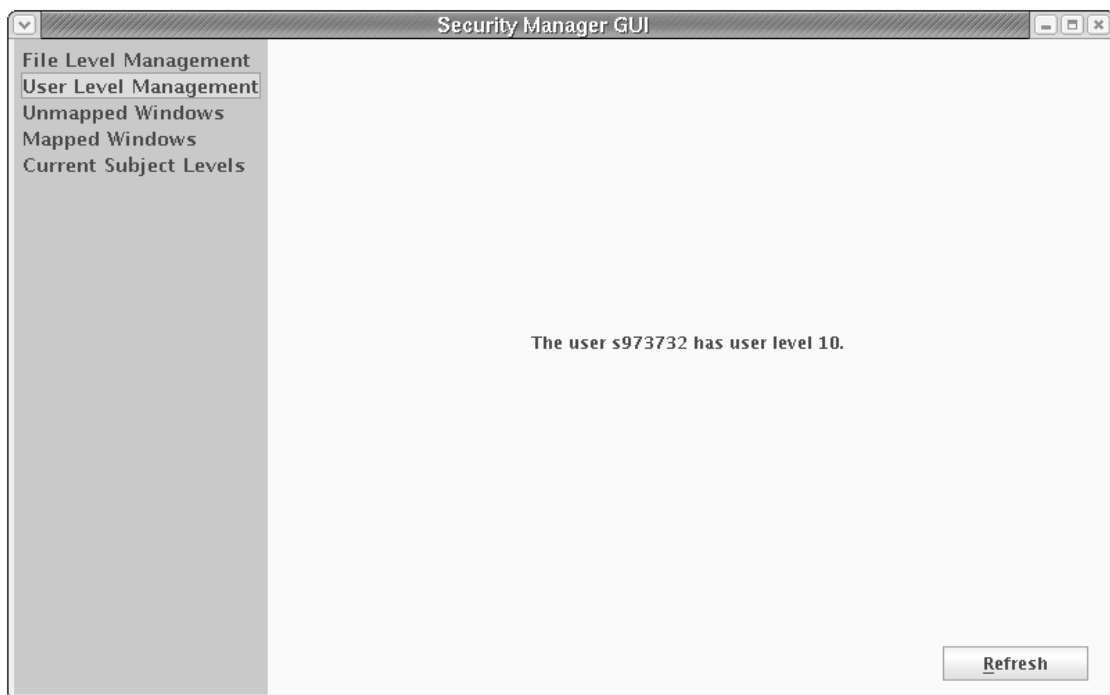 Security Manager GUI
File Level Management
User Level Management
Unmapped Windows
Mapped Windows
Current Subject Levels
The user s973732 has user level 10.
Refresh